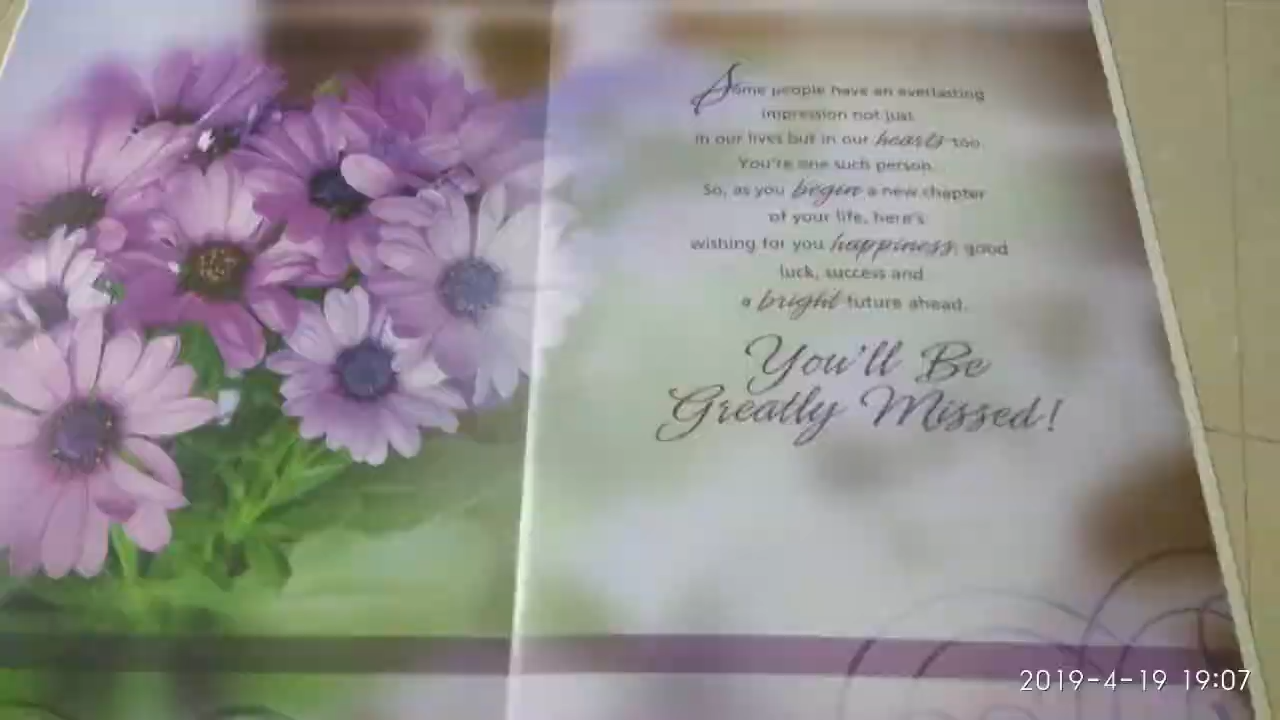 Some people have an everlasting
impression not just
in our lives but in our hearts too.
You're one such person.
So, as you begin a new chapter
of your life, here's
wishing for you happiness, good
luck, success and
a bright future ahead.
You'll Be
Greatly Missed!
2019-4-19 19:07